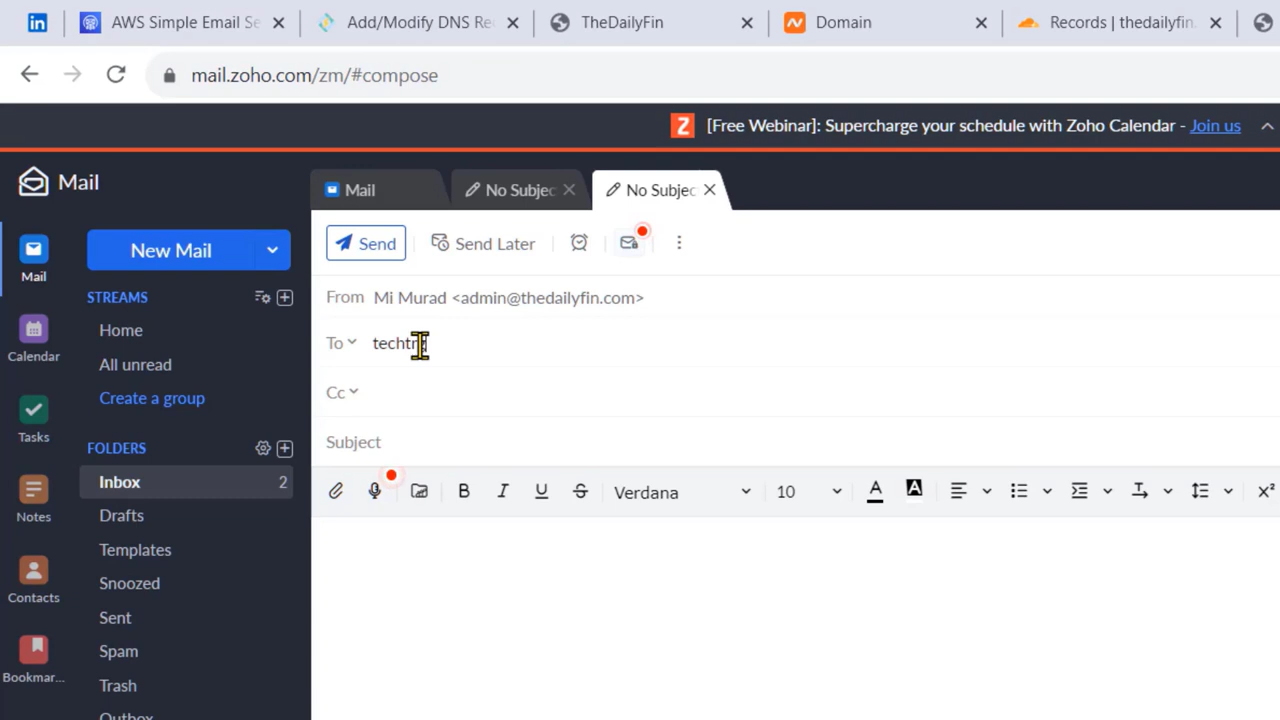 AWS Simple Email Se
Add/Modify DNS Rec
TheDailyFin
Domain
Records | thedailyfin.
mail.zoho.com/zm/#compose
[Free Webinar]: Supercharge your schedule with Zoho Calendar - Join us
Mail
Mail
No Subjec
No Subjec
Mail
New Mail
Send
Send Later
STREAMS
From Mi Murad <admin@thedailyfin.com>
Home
Calendar
To
All unread
Create a group
Cc
Tasks
FOLDERS
Subject
Inbox 2
Verdana
10
Notes
Drafts
Templates
Snoozed
Contacts
Sent
Spam
Bookmar...
Trash
Outbox